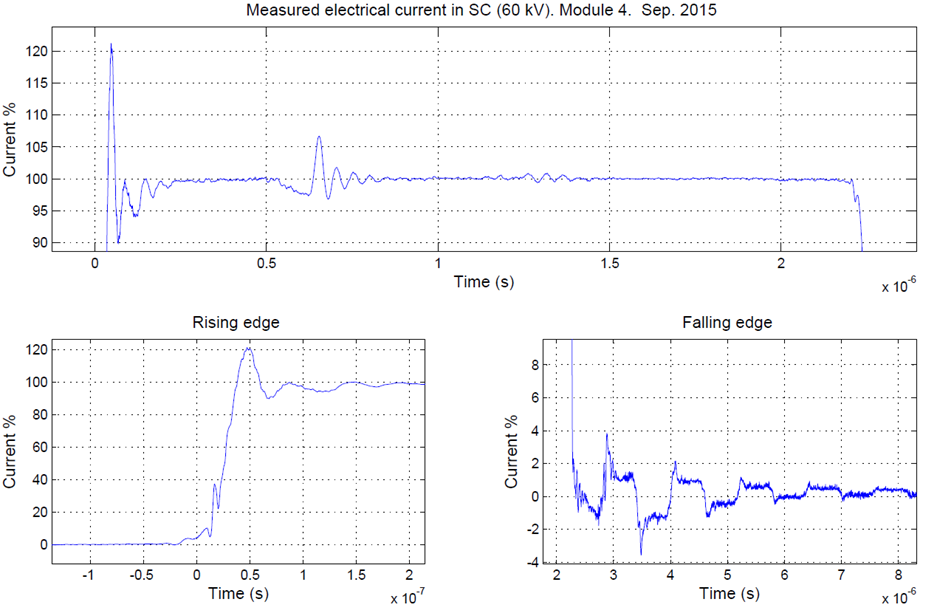 Measured electrical current in SC (60 kV). Module 4.  Sep. 2015
120
115
110
105
100
95
90
Current %
0 0.5 1 1.5 2
Time (s)
x 10^-6
Rising edge
120
100
80
60
40
20
0
Current %
-1 -0.5 0 0.5 1 1.5 2
Time (s)
x 10^-7
Falling edge
8
6
4
2
0
-2
-4
Current %
2 3 4 5 6 7 8
Time (s)
x 10^-6